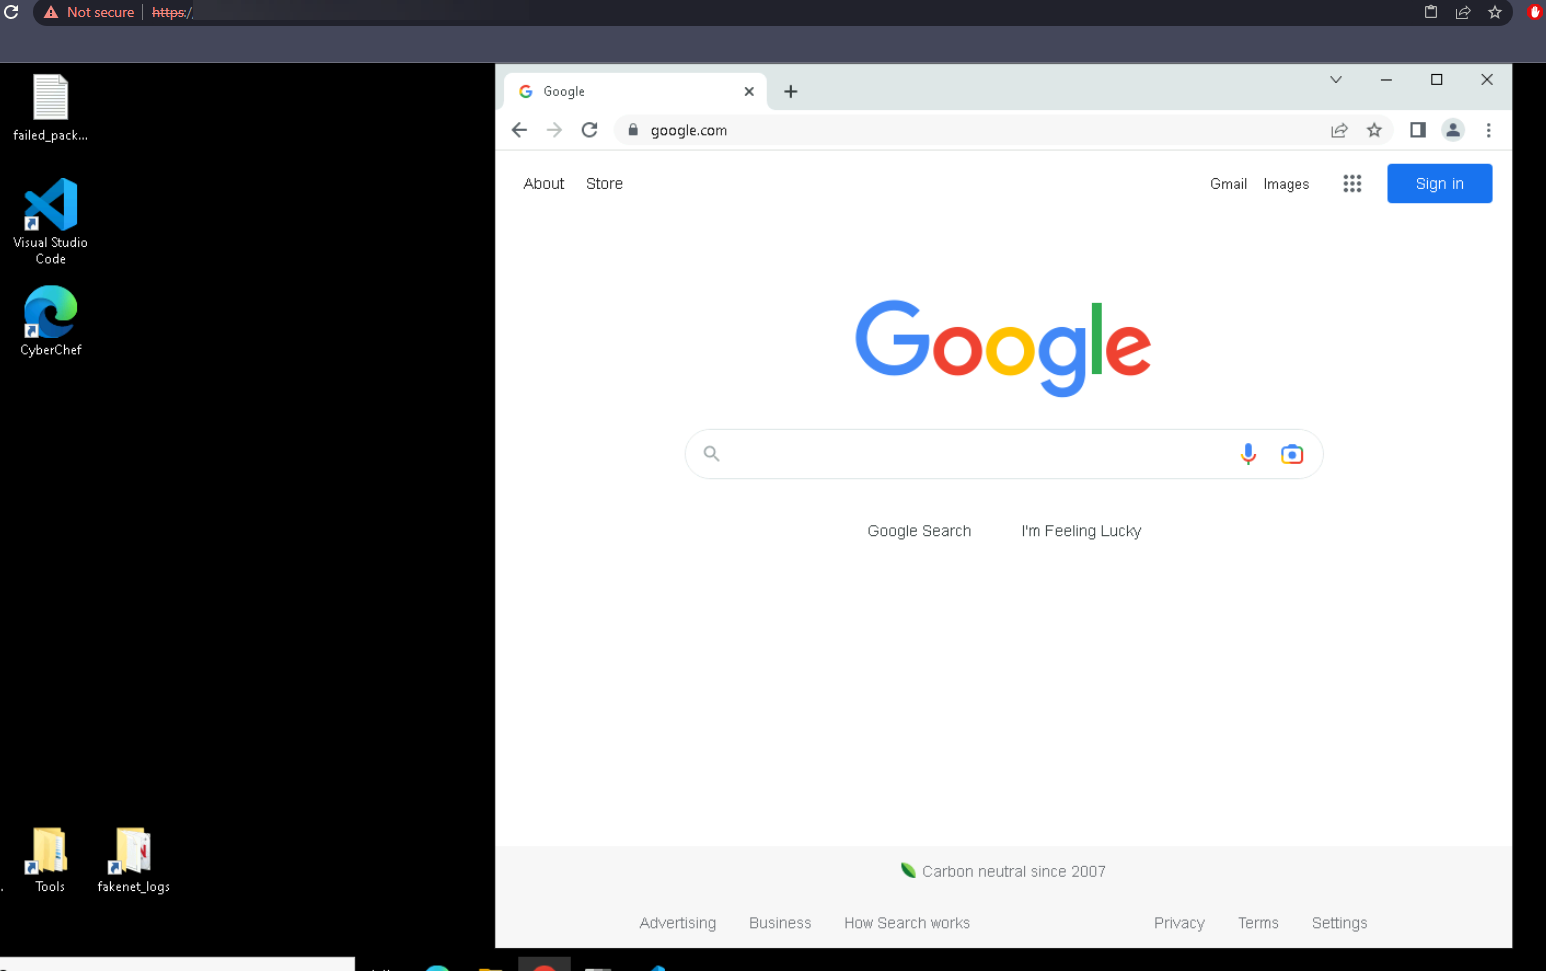 Not secure https://
failed_pack...
Visual Studio
Code
CyberChef
Tools
fakenet_logs
Google
google.com
About Store
Gmail Images
Sign in
Google
Google Search I'm Feeling Lucky
Carbon neutral since 2007
Advertising Business How Search works
Privacy Terms Settings